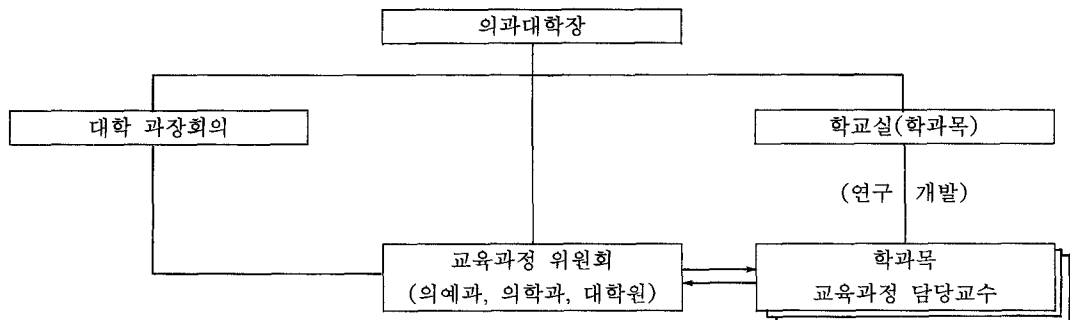 의과대학장
대학 과장회의
학교실(학과목)
(연구 개발)
교육과정 위원회
(의예과, 의학과, 대학원)
학과목
교육과정 담당교수